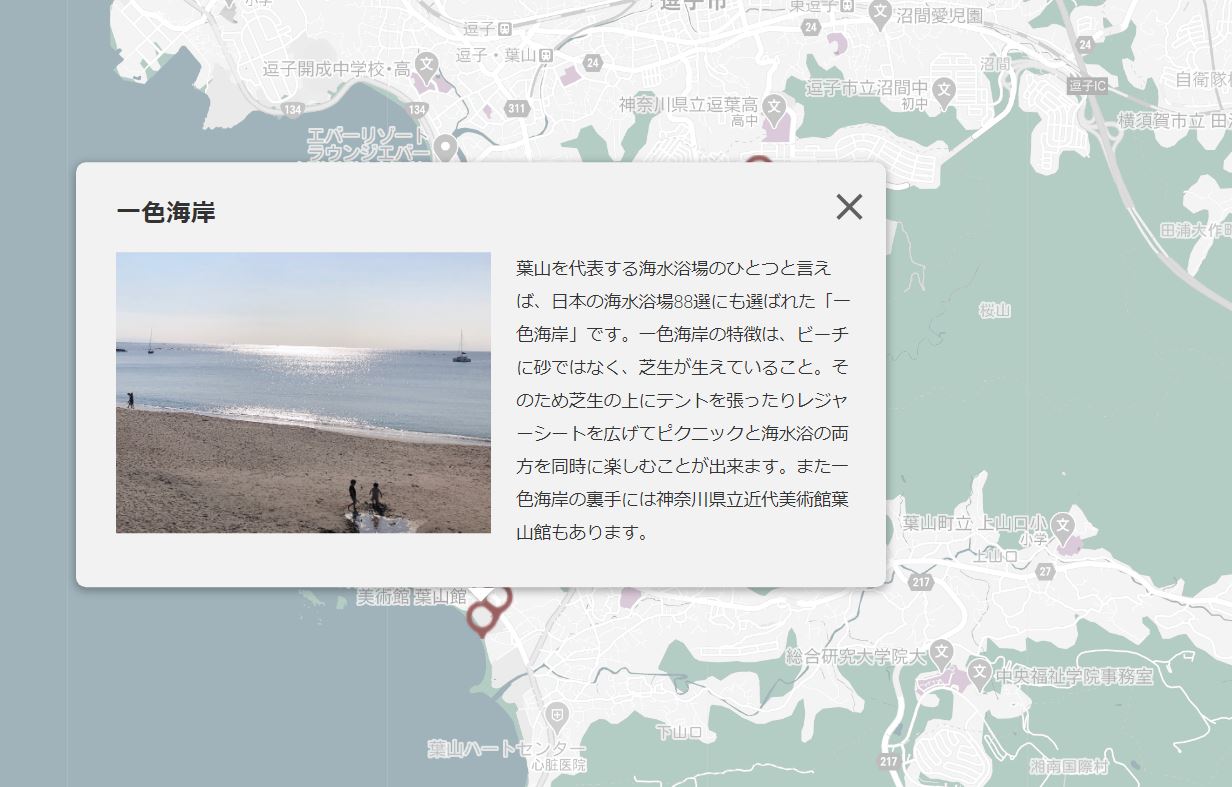 小学
逗子市
東逗子
沼間愛児園
逗子
逗子・葉山
24
24
沼間
逗子開成中学校・高
逗子IC
自衛隊
134
134
311
神奈川県立逗葉高
高中
逗子市立沼間中
初中
横須賀市立 田
エバーリゾート
ラウンジエバー
一色海岸
葉山を代表する海水浴場のひとつと言え
ば、日本の海水浴場88選にも選ばれた「一
色海岸」です。一色海岸の特徴は、ビーチ
に砂ではなく、芝生が生えていること。そ
のため芝生の上にテントを張ったりレジャ
ーシートを広げてピクニックと海水浴の両
方を同時に楽しむことが出来ます。また一
色海岸の裏手には神奈川県立近代美術館葉
山館もあります。
田浦大作町
桜山
葉山町立 上山口小
小学
上山口
27
217
美術館 葉山館
総合研究大学院大
中央福祉学院事務室
下山口
葉山ハートセンター
心脏医院
217
湘南国際村